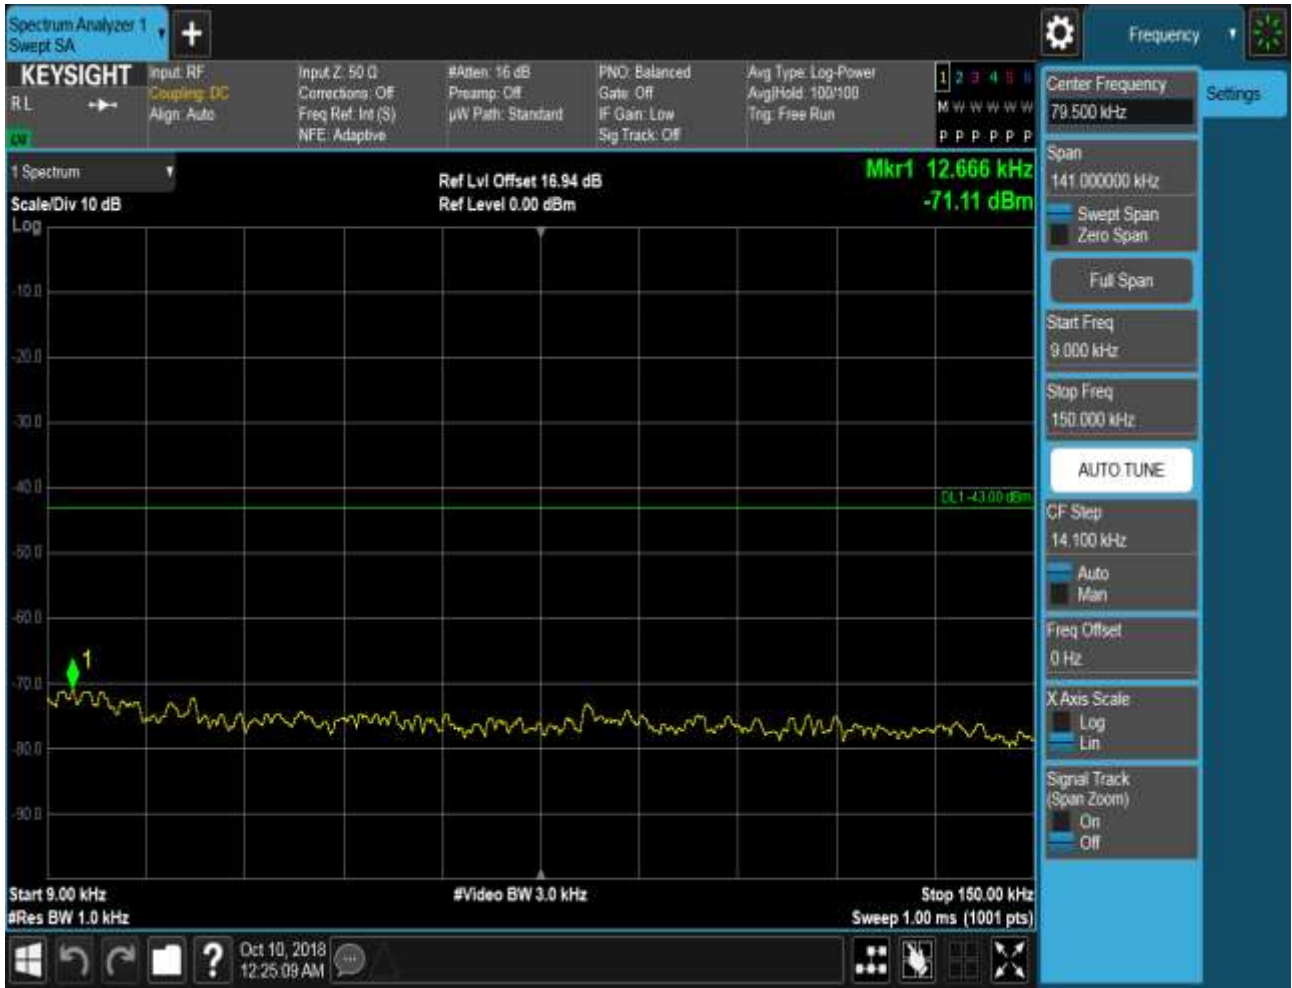 Spectrum Analyzer 1
Swept SA
Frequency
KEYSIGHT
RL
Input: RF
Coupling: DC
Align: Auto
Input Z: 50 Ω
Corrections: Off
Freq Ref: Int (S)
NFE: Adaptive
#Atten: 16 dB
Preamp: Off
µW Path: Standard
PNO: Balanced
Gate: Off
IF Gain: Low
Sig Track: Off
Avg Type: Log-Power
Avg|Hold: 100/100
Trig: Free Run
1 2 3 4 5 6
M W W W W W
P P P P P P
1 Spectrum
Scale/Div 10 dB
Log
Ref Lvl Offset 16.94 dB
Ref Level 0.00 dBm
Mkr1 12.666 kHz
-71.11 dBm
-10.0
-20.0
-30.0
-40.0
-50.0
-60.0
-70.0
-80.0
-90.0
DL1 -43.00 dBm
1
Start 9.00 kHz
#Res BW 1.0 kHz
#Video BW 3.0 kHz
Stop 150.00 kHz
Sweep 1.00 ms (1001 pts)
Center Frequency
79.500 kHz
Settings
Span
141.000000 kHz
Swept Span
Zero Span
Full Span
Start Freq
9.000 kHz
Stop Freq
150.000 kHz
AUTO TUNE
CF Step
14.100 kHz
Auto
Man
Freq Offset
0 Hz
X Axis Scale
Log
Lin
Signal Track
(Span Zoom)
On
Off
?
Oct 10, 2018
12:25:09 AM